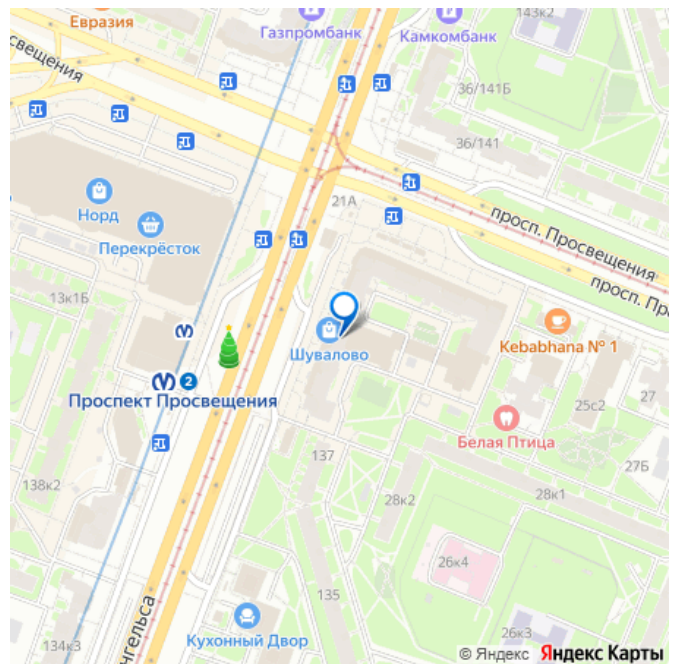 Евразия
Газпромбанк
Камкомбанк
143к2
свещения
36/141Б
36/141
21А
Норд
Перекрёсток
просп. Просвещения
просп. Пр
13к1Б
Шувалово
Kebabhana № 1
2
Проспект Просвещения
25с2
27
Белая Птица
137
27Б
138к2
28к2
28к1
26к4
135
нгельса
26к3
Кухонный Двор
134к3
© Яндекс Яндекс Карты